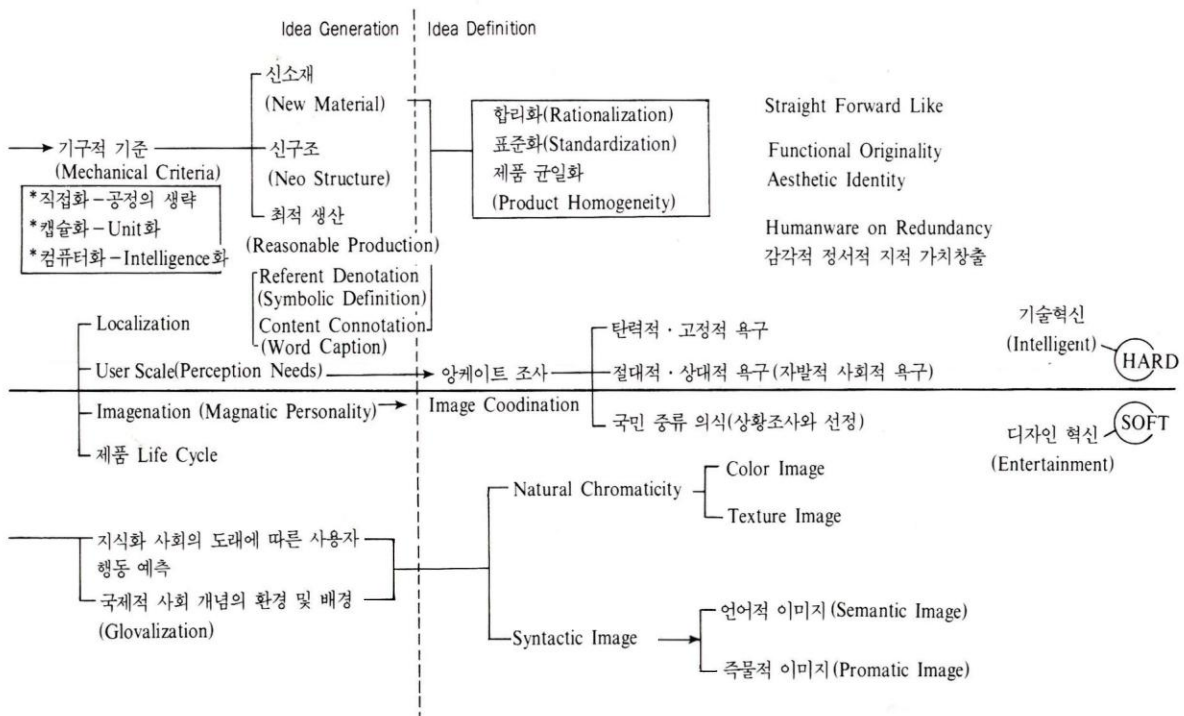 Idea Generation
Idea Definition
신소재
(New Material)
기구적 기준
(Mechanical Criteria)
신구조
(Neo Structure)
*직접화-공정의 생략
*캡슐화-Unit화
*컴퓨터화-Intelligence화
최적 생산
(Reasonable Production)
Referent Denotation
(Symbolic Definition)
Content Connotation
(Word Caption)
합리화(Rationalization)
표준화(Standardization)
제품 균일화
(Product Homogeneity)
Straight Forward Like
Functional Originality
Aesthetic Identity
Humanware on Redundancy
감각적 정서적 지적 가치창출
Localization
User Scale(Perception Needs)
앙케이트 조사
탄력적·고정적 욕구
절대적·상대적 욕구(자발적 사회적 욕구)
기술혁신
(Intelligent)
HARD
Imagenation (Magnatic Personality)
Image Coodination
국민 중류 의식(상황조사와 선정)
SOFT
디자인 혁신
(Entertainment)
제품 Life Cycle
Natural Chromaticity
Color Image
Texture Image
지식화 사회의 도래에 따른 사용자
행동 예측
국제적 사회 개념의 환경 및 배경
(Glovalization)
Syntactic Image
언어적 이미지(Semantic Image)
즉물적 이미지(Promatic Image)